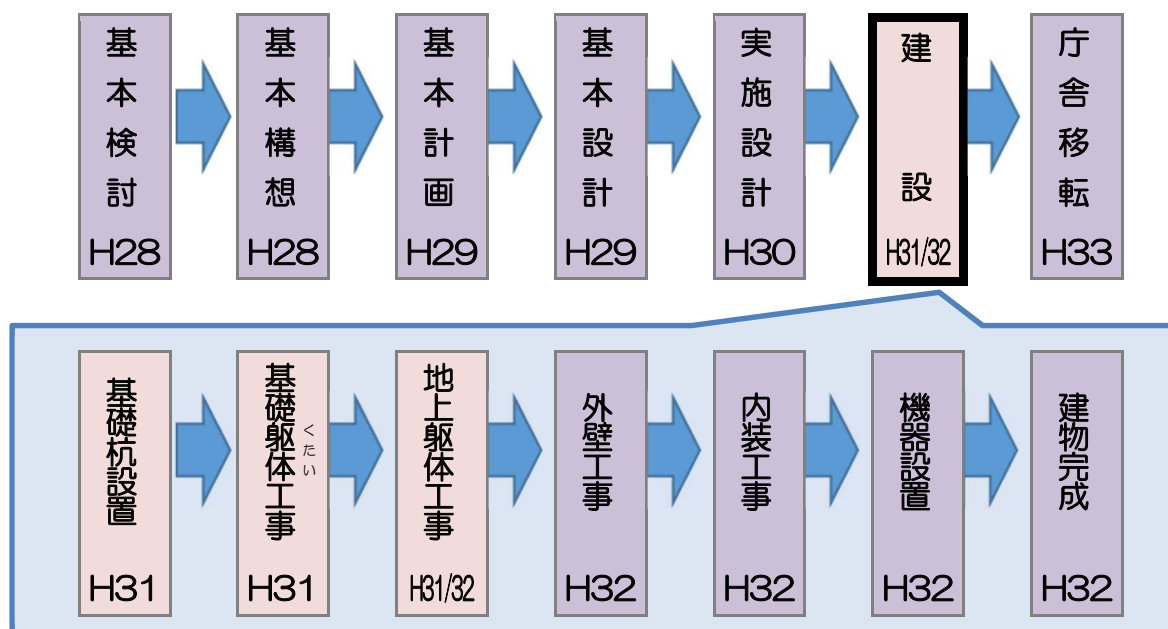 基本検討
H28
基本構想
H28
基本計画
H29
基本設計
H29
実施設計
H30
建設
H31/32
庁舎移転
H33
基礎杭設置
H31
基礎躯体工事
くたい
H31
地上躯体工事
H31/32
外壁工事
H32
内装工事
H32
機器設置
H32
建物完成
H32